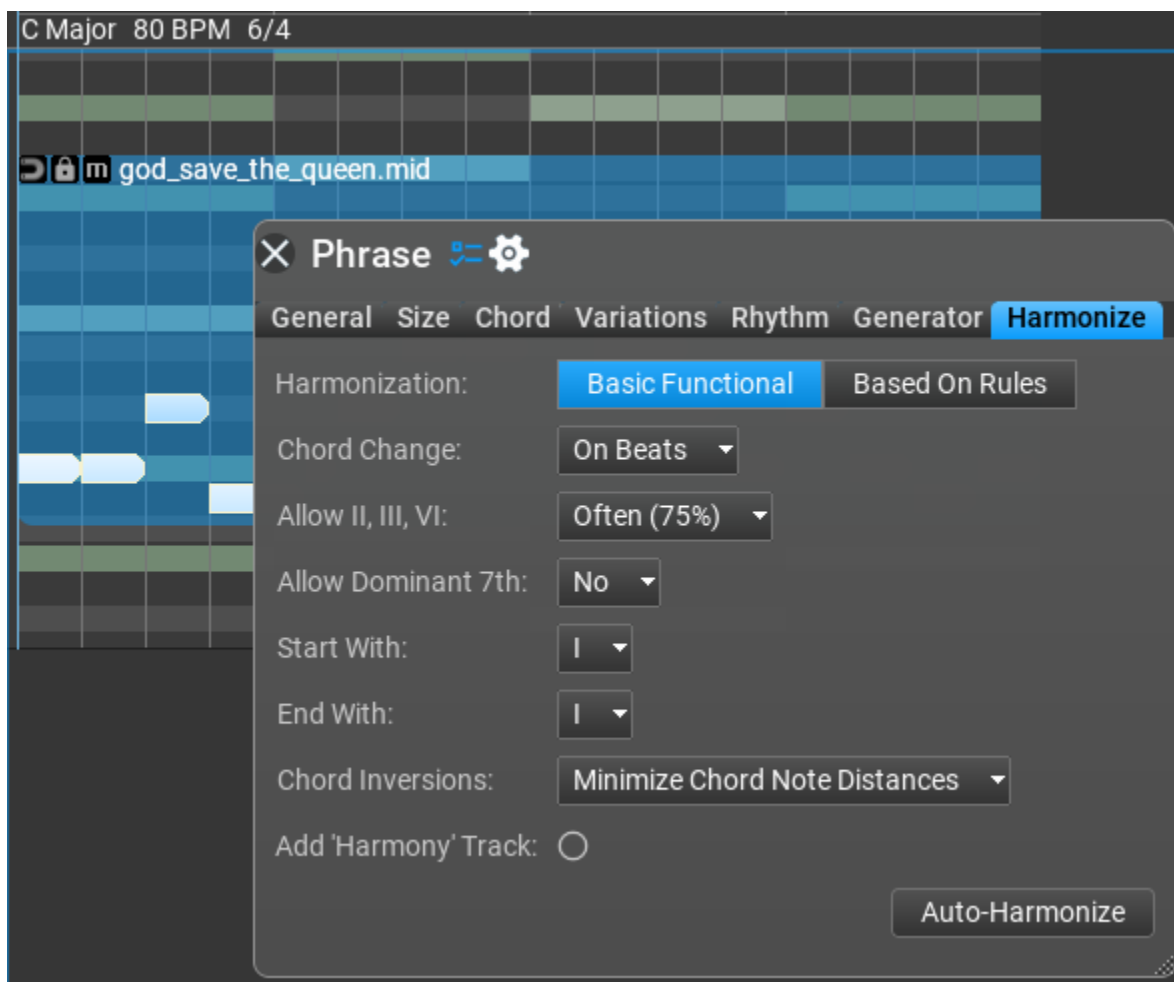 C Major 80 BPM 6/4
m god_save_the_queen.mid
Phrase
General Size Chord Variations Rhythm Generator Harmonize
Harmonization: Basic Functional Based On Rules
Chord Change: On Beats
Allow II, III, VI: Often (75%)
Allow Dominant 7th: No
Start With: I
End With: I
Chord Inversions: Minimize Chord Note Distances
Add 'Harmony' Track:
Auto-Harmonize